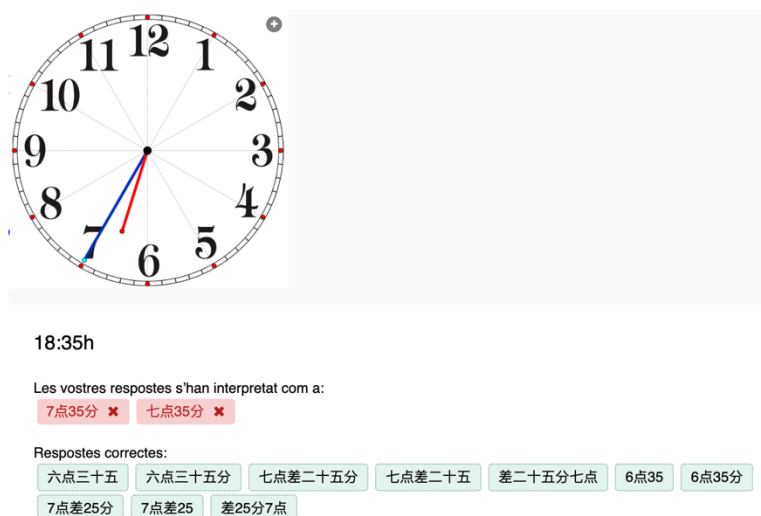 12
11 1
10 2
9 3
8 4
7 5
6
18:35h
Les vostres respostes s'han interpretat com a:
7点35分 ✖ 七点35分 ✖
Respostes correctes:
六点三十五 六点三十五分 七点差二十五分 七点差二十五 差二十五分七点 6点35 6点35分
7点差25分 7点差25 差25分7点